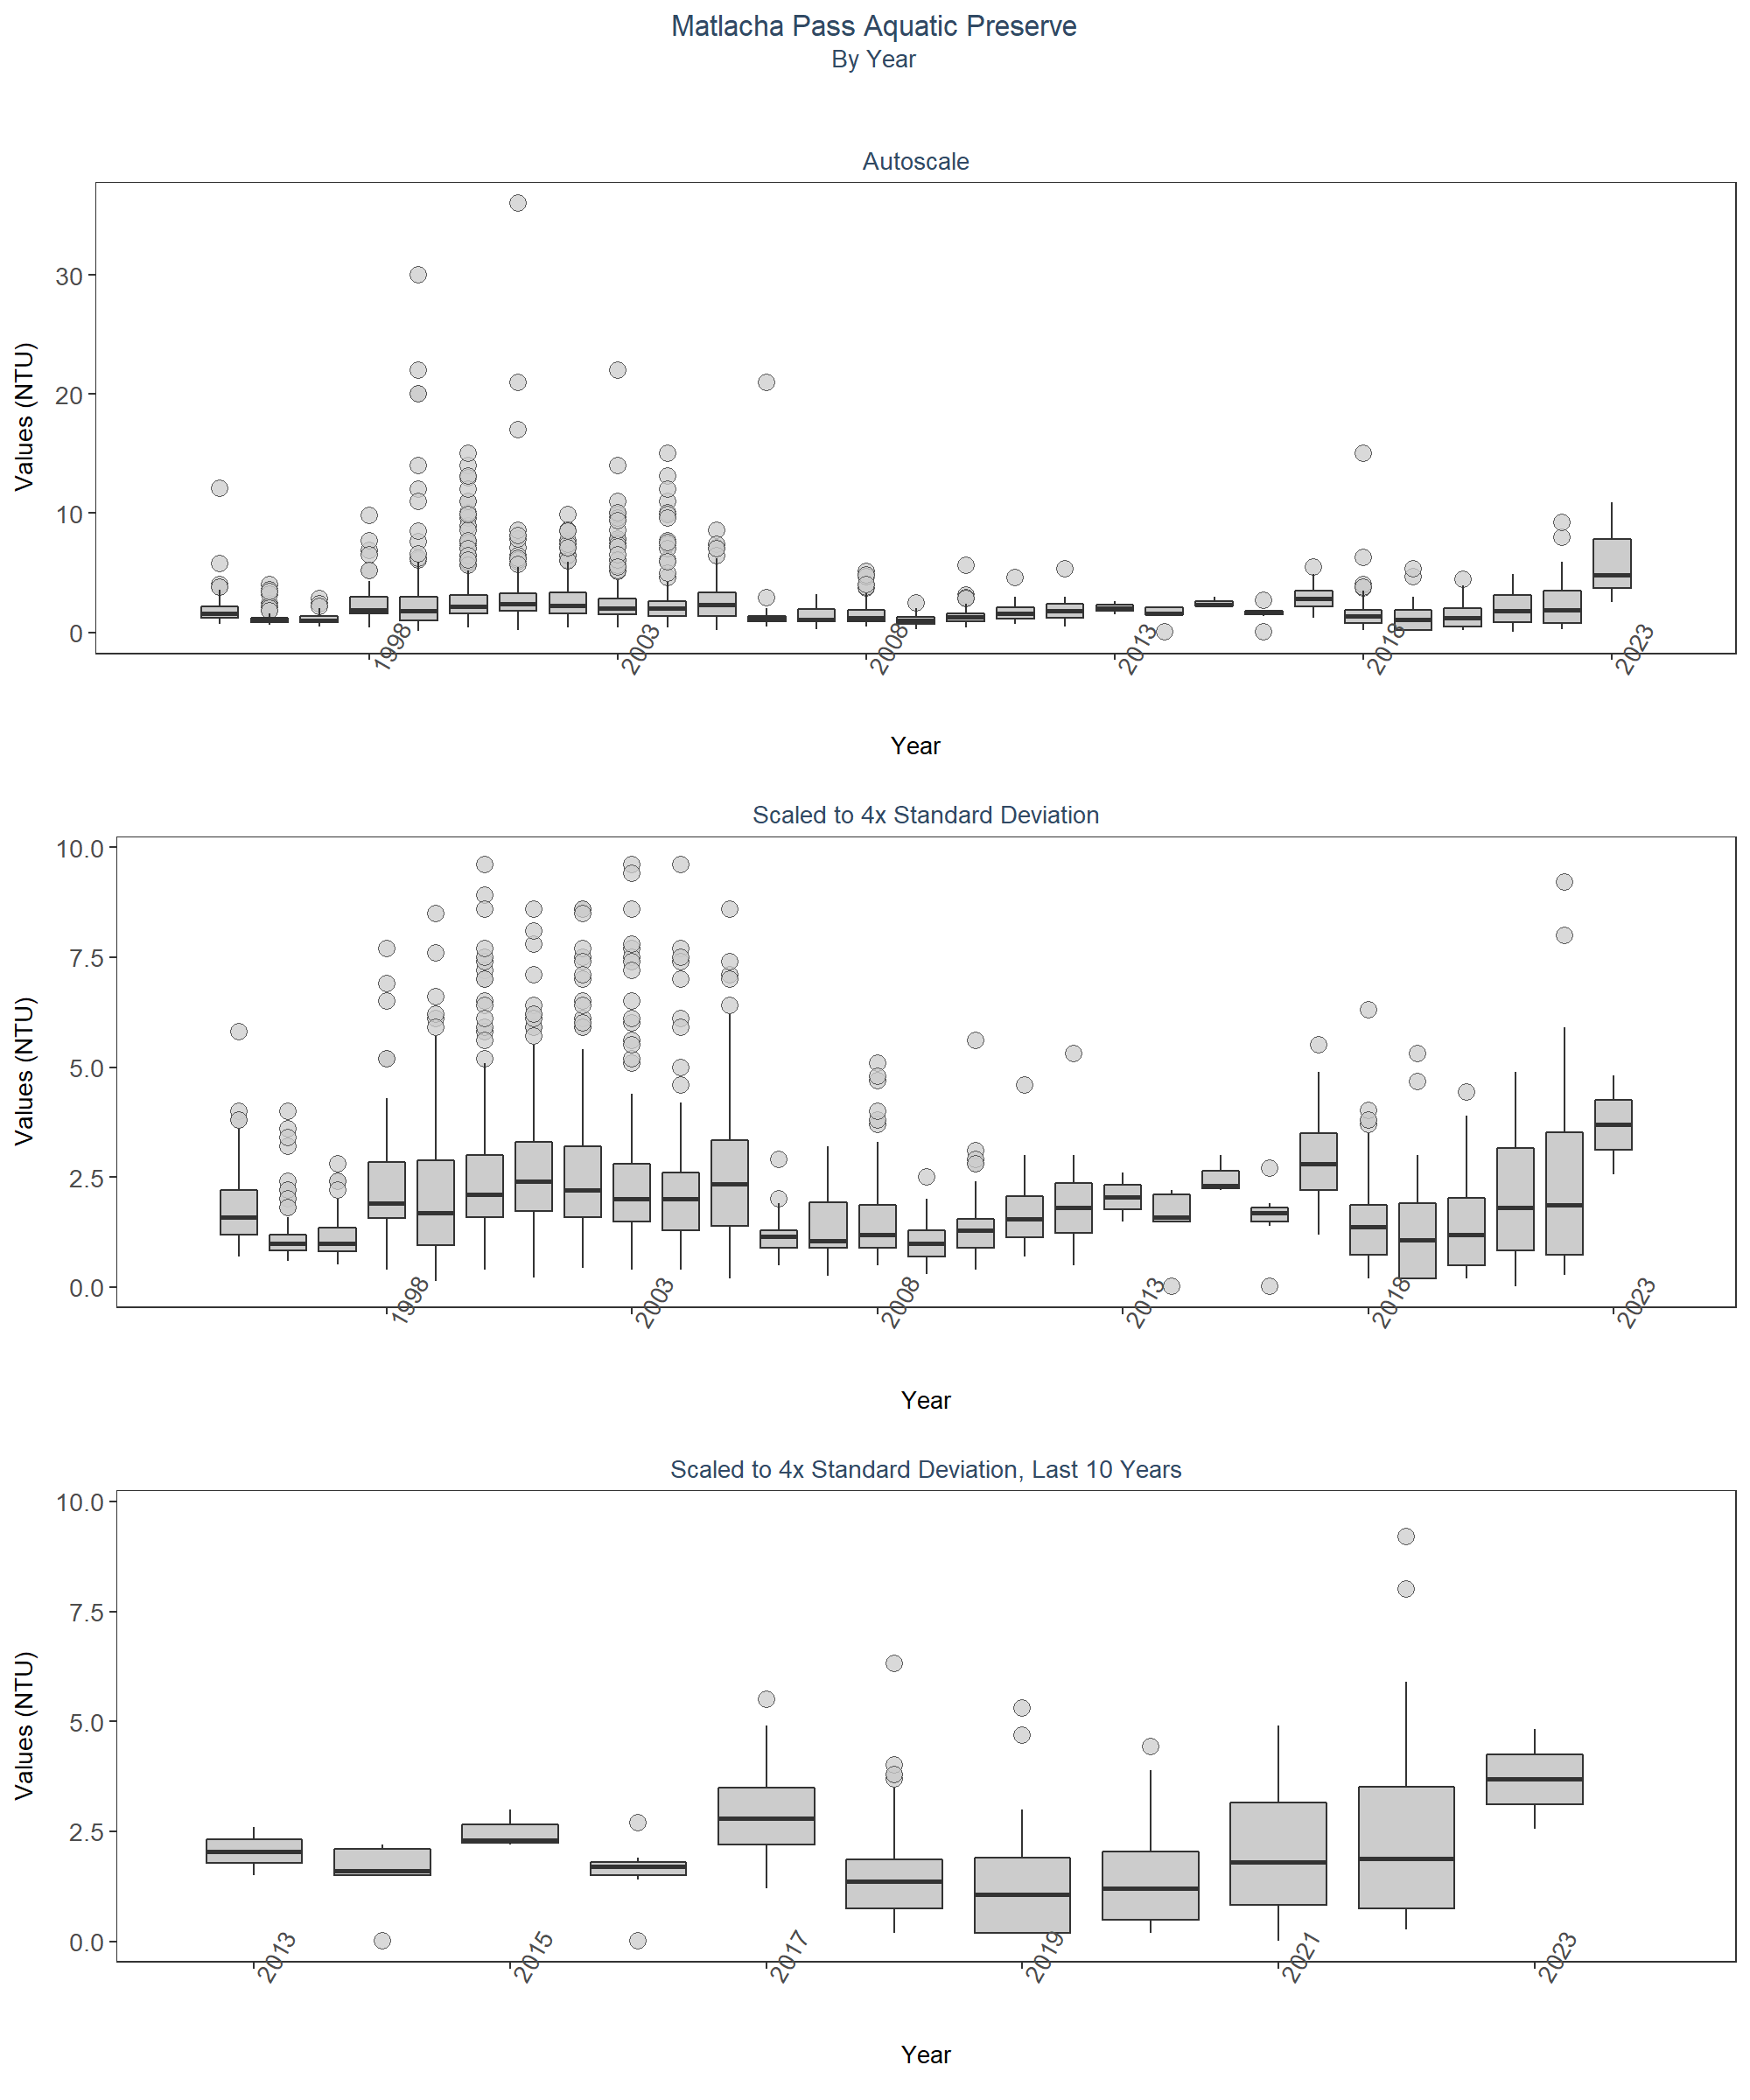 Matlacha Pass Aquatic Preserve
By Year
Autoscale
Values (NTU)
30
20
10
0
1998
2003
2008
2013
2018
2023
Year
Scaled to 4x Standard Deviation
Values (NTU)
10.0
7.5
5.0
2.5
0.0
1998
2003
2008
2013
2018
2023
Year
Scaled to 4x Standard Deviation, Last 10 Years
Values (NTU)
10.0
7.5
5.0
2.5
0.0
2013
2015
2017
2019
2021
2023
Year